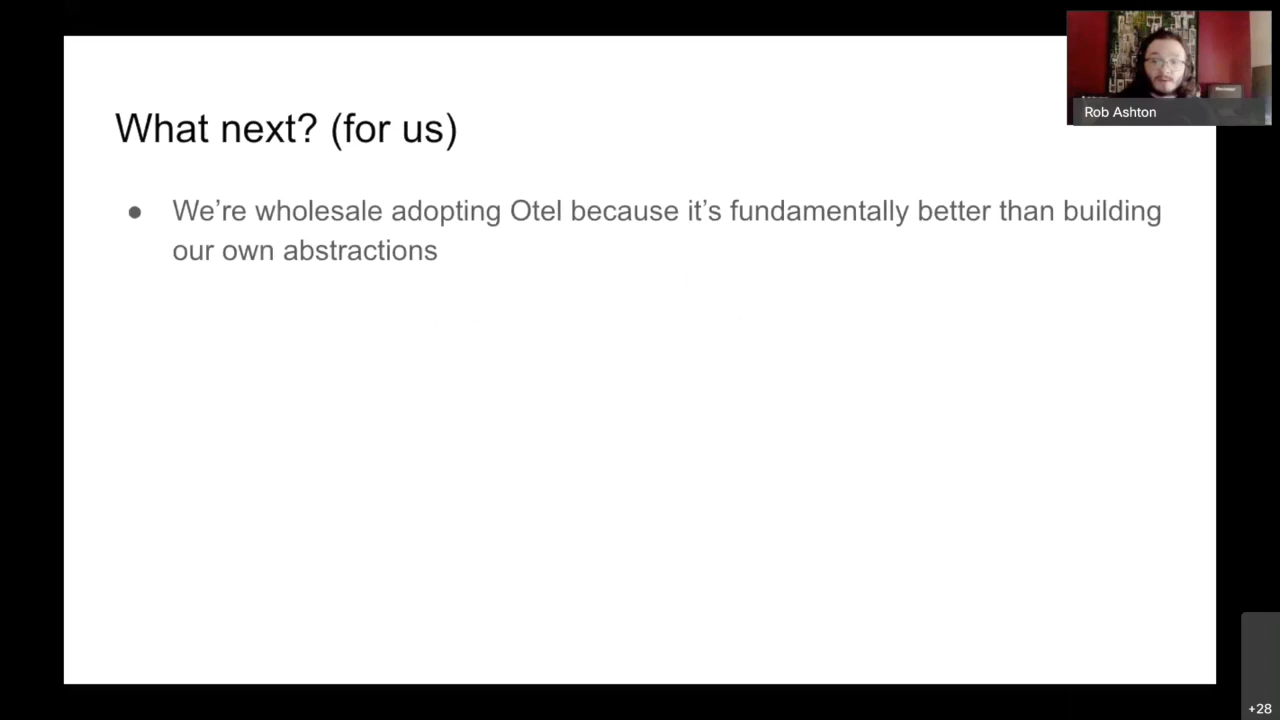 What next? (for us)
● We’re wholesale adopting Otel because it’s fundamentally better than building
our own abstractions
Rob Ashton
+28